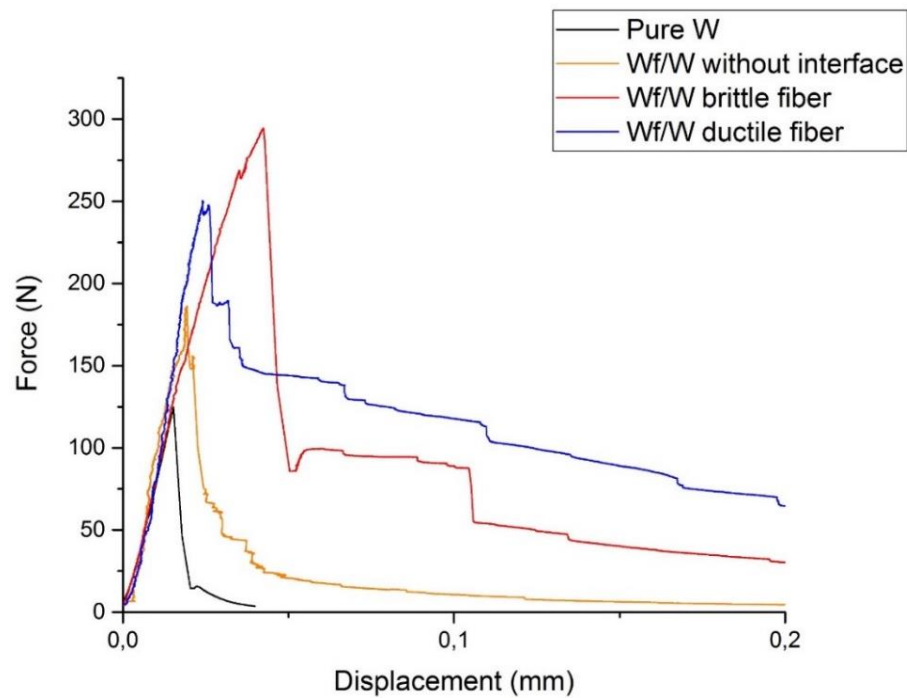 Pure W
Wf/W without interface
Wf/W brittle fiber
Wf/W ductile fiber
300
250
200
150
100
50
0
Force (N)
0,0
0,1
0,2
Displacement (mm)